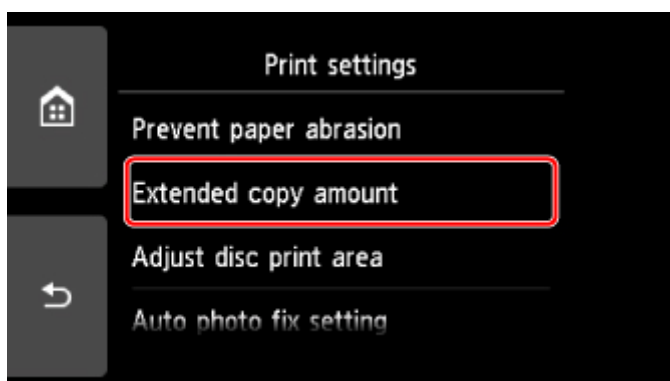 Print settings
Prevent paper abrasion
Extended copy amount
Adjust disc print area
Auto photo fix setting